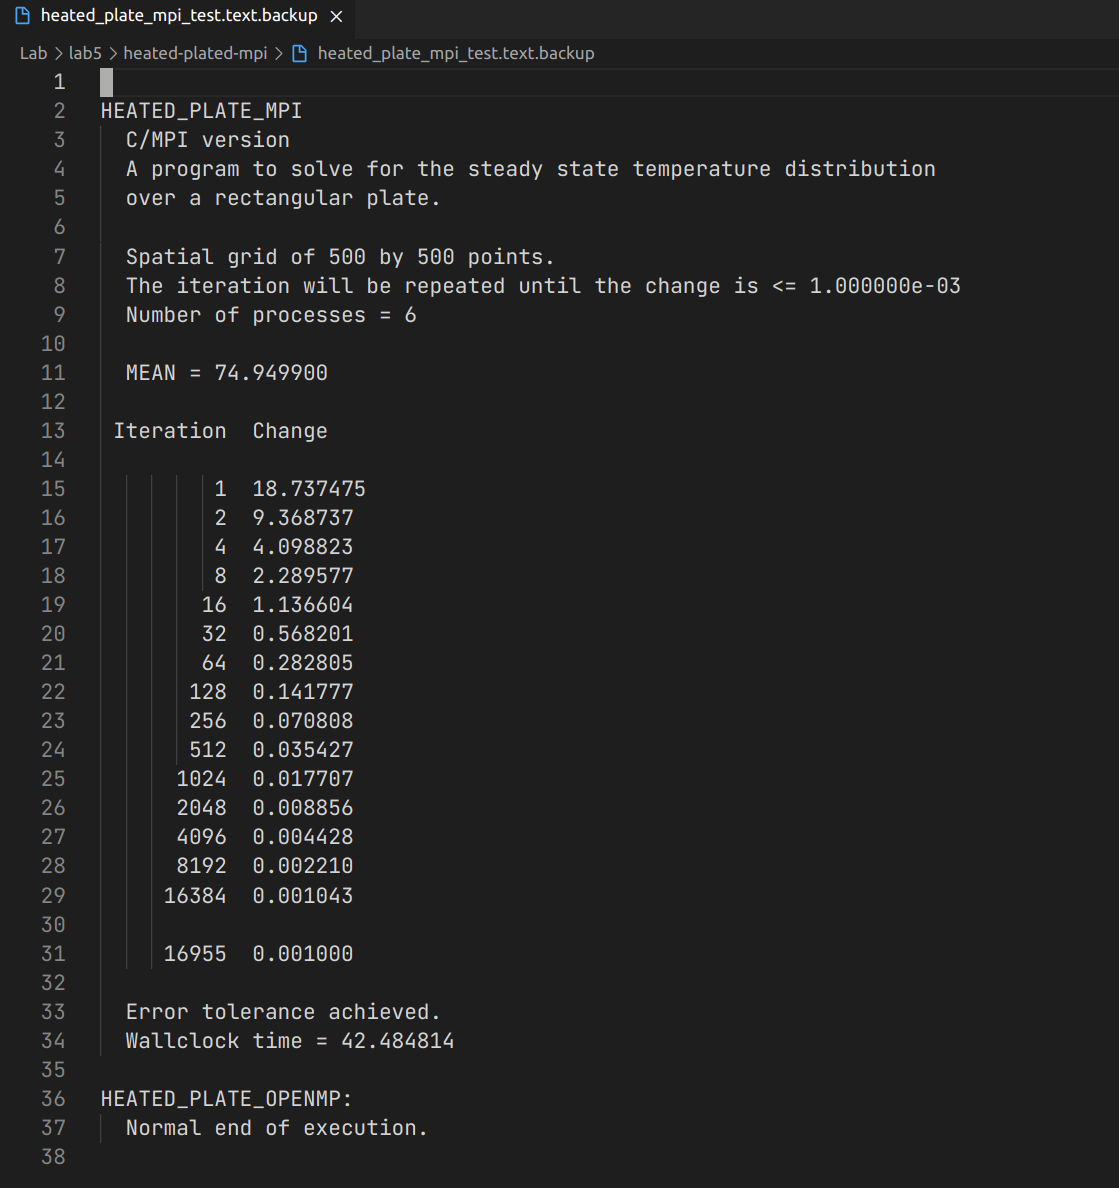 heated_plate_mpi_test.text.backup ×
Lab > lab5 > heated-plated-mpi > heated_plate_mpi_test.text.backup
1
2 HEATED_PLATE_MPI
3   C/MPI version
4   A program to solve for the steady state temperature distribution
5   over a rectangular plate.
6
7   Spatial grid of 500 by 500 points.
8   The iteration will be repeated until the change is <= 1.000000e-03
9   Number of processes = 6
10
11   MEAN = 74.949900
12
13  Iteration  Change
14
15          1  18.737475
16          2  9.368737
17          4  4.098823
18          8  2.289577
19         16  1.136604
20         32  0.568201
21         64  0.282805
22        128  0.141777
23        256  0.070808
24        512  0.035427
25       1024  0.017707
26       2048  0.008856
27       4096  0.004428
28       8192  0.002210
29      16384  0.001043
30
31      16955  0.001000
32
33   Error tolerance achieved.
34   Wallclock time = 42.484814
35
36 HEATED_PLATE_OPENMP:
37   Normal end of execution.
38